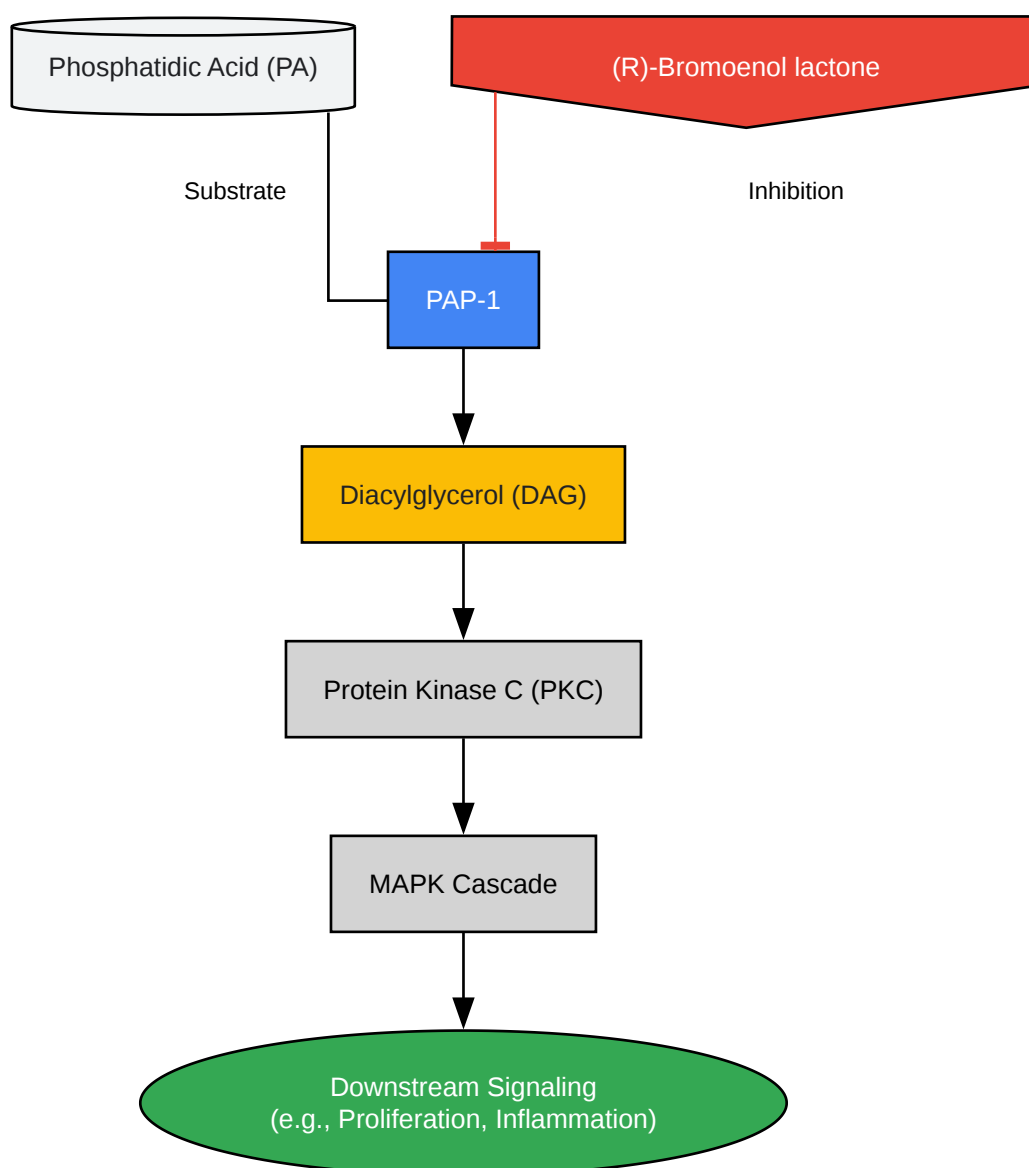 Phosphatidic Acid (PA)
(R)-Bromoenol lactone
Substrate
Inhibition
PAP-1
Diacylglycerol (DAG)
Protein Kinase C (PKC)
MAPK Cascade
Downstream Signaling
(e.g., Proliferation, Inflammation)